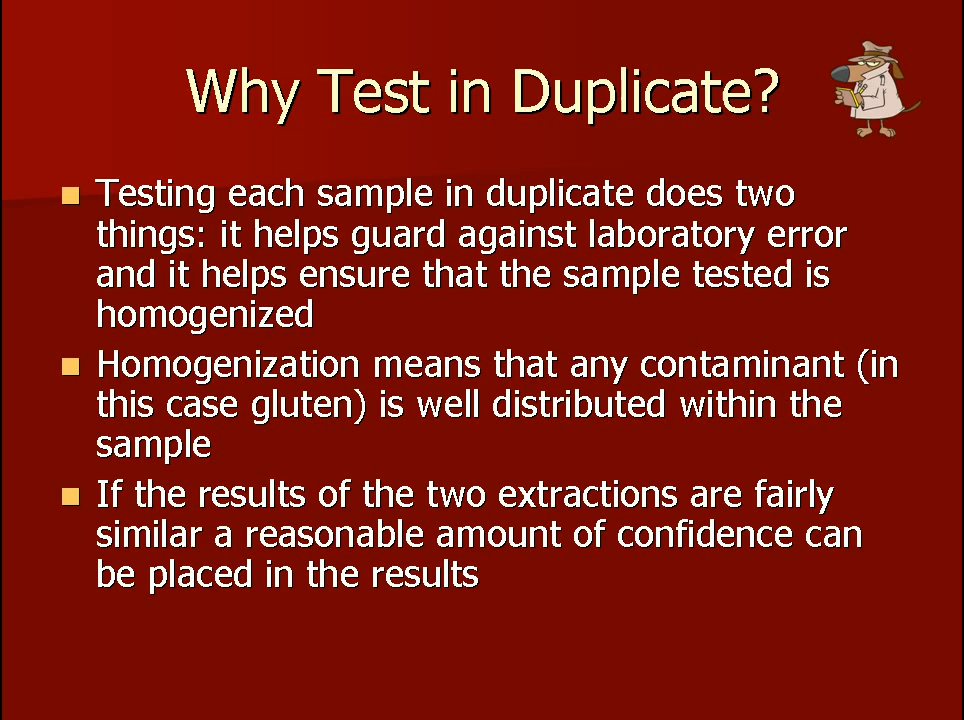 Why Test in Duplicate?
Testing each sample in duplicate does two
things: it helps guard against laboratory error
and it helps ensure that the sample tested is
homogenized
Homogenization means that any contaminant (in
this case gluten) is well distributed within the
sample
If the results of the two extractions are fairly
similar a reasonable amount of confidence can
be placed in the results